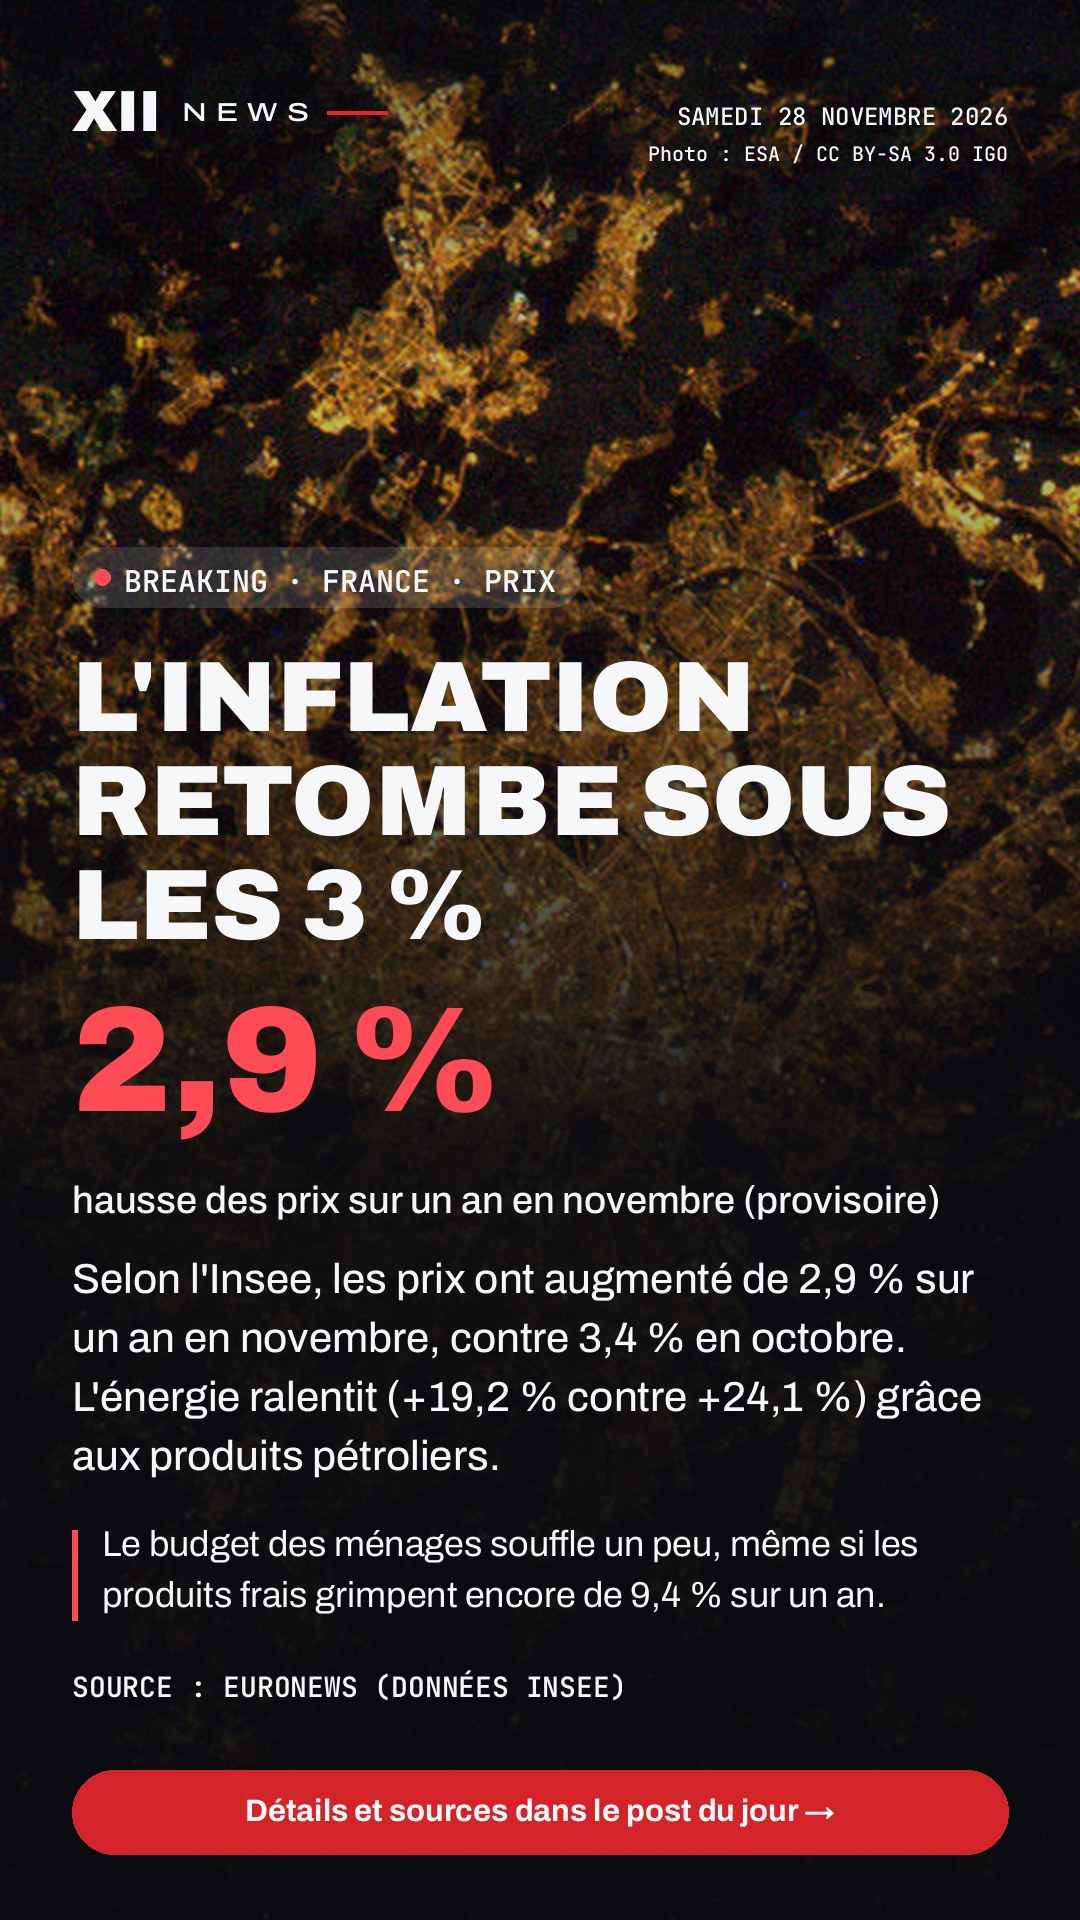 XII NEWS
SAMEDI 28 NOVEMBRE 2026
Photo : ESA / CC BY-SA 3.0 IGO
BREAKING · FRANCE · PRIX
L'INFLATION
RETOMBE SOUS
LES 3 %
2,9 %
hausse des prix sur un an en novembre (provisoire)
Selon l'Insee, les prix ont augmenté de 2,9 % sur
un an en novembre, contre 3,4 % en octobre.
L'énergie ralentit (+19,2 % contre +24,1 %) grâce
aux produits pétroliers.
Le budget des ménages souffle un peu, même si les
produits frais grimpent encore de 9,4 % sur un an.
SOURCE : EURONEWS (DONNÉES INSEE)
Détails et sources dans le post du jour →